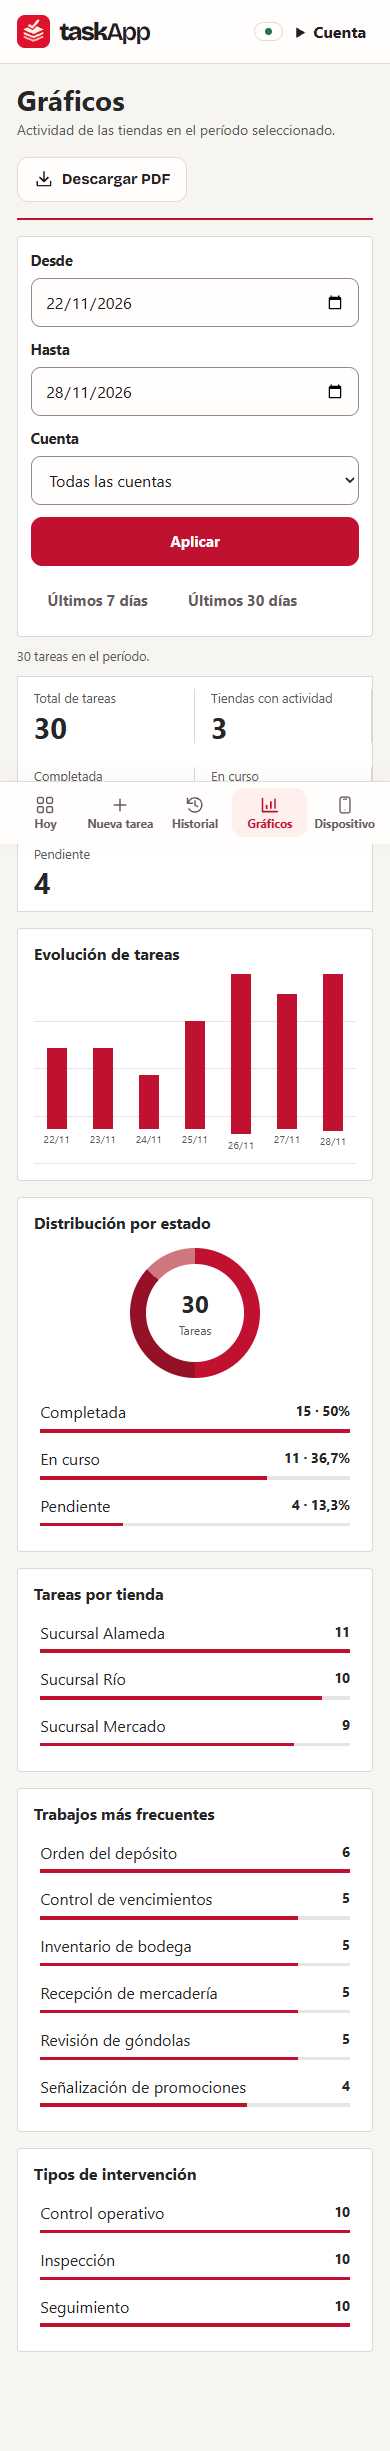 taskApp
Cuenta
Gráficos
Actividad de las tiendas en el período seleccionado.
Descargar PDF
Desde
22/11/2026
Hasta
28/11/2026
Cuenta
Todas las cuentas
Aplicar
Últimos 7 días Últimos 30 días
30 tareas en el período.
Total de tareas Tiendas con actividad
30 3
Completada En curso
Hoy Nueva tarea Historial Gráficos Dispositivo
Pendiente
4
Evolución de tareas
22/11 23/11 24/11 25/11 26/11 27/11 28/11
Distribución por estado
30
Tareas
Completada 15 · 50%
En curso 11 · 36,7%
Pendiente 4 · 13,3%
Tareas por tienda
Sucursal Alameda 11
Sucursal Río 10
Sucursal Mercado 9
Trabajos más frecuentes
Orden del depósito 6
Control de vencimientos 5
Inventario de bodega 5
Recepción de mercadería 5
Revisión de góndolas 5
Señalización de promociones 4
Tipos de intervención
Control operativo 10
Inspección 10
Seguimiento 10